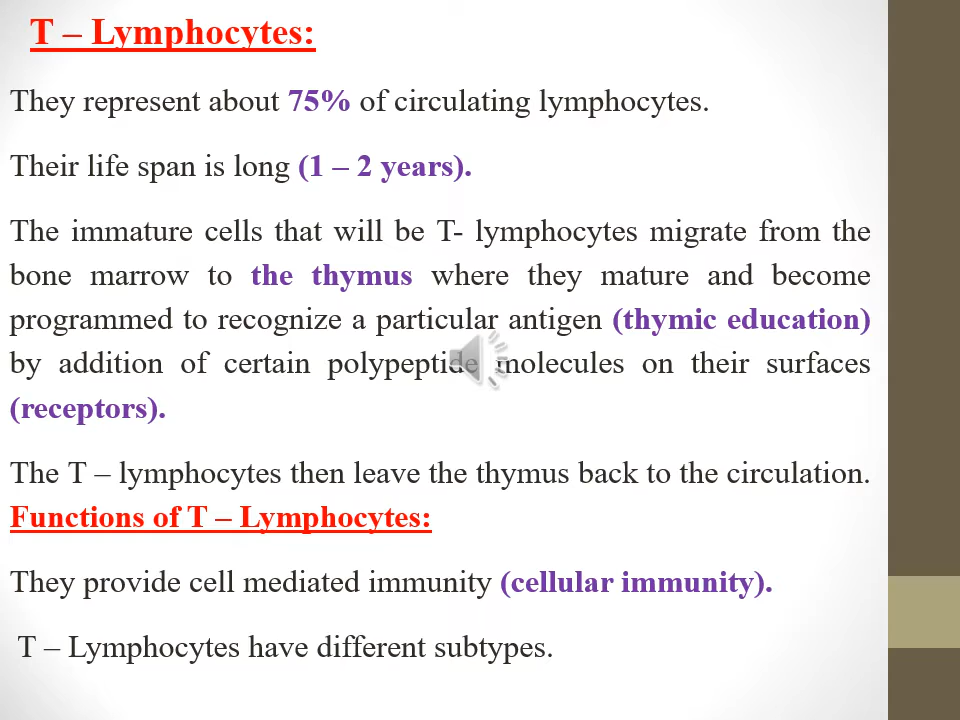 T – Lymphocytes:
They represent about 75% of circulating lymphocytes.
Their life span is long (1 – 2 years).
The immature cells that will be T- lymphocytes migrate from the
bone marrow to the thymus where they mature and become
programmed to recognize a particular antigen (thymic education)
by addition of certain polypeptide molecules on their surfaces
(receptors).
The T – lymphocytes then leave the thymus back to the circulation.
Functions of T – Lymphocytes:
They provide cell mediated immunity (cellular immunity).
T – Lymphocytes have different subtypes.